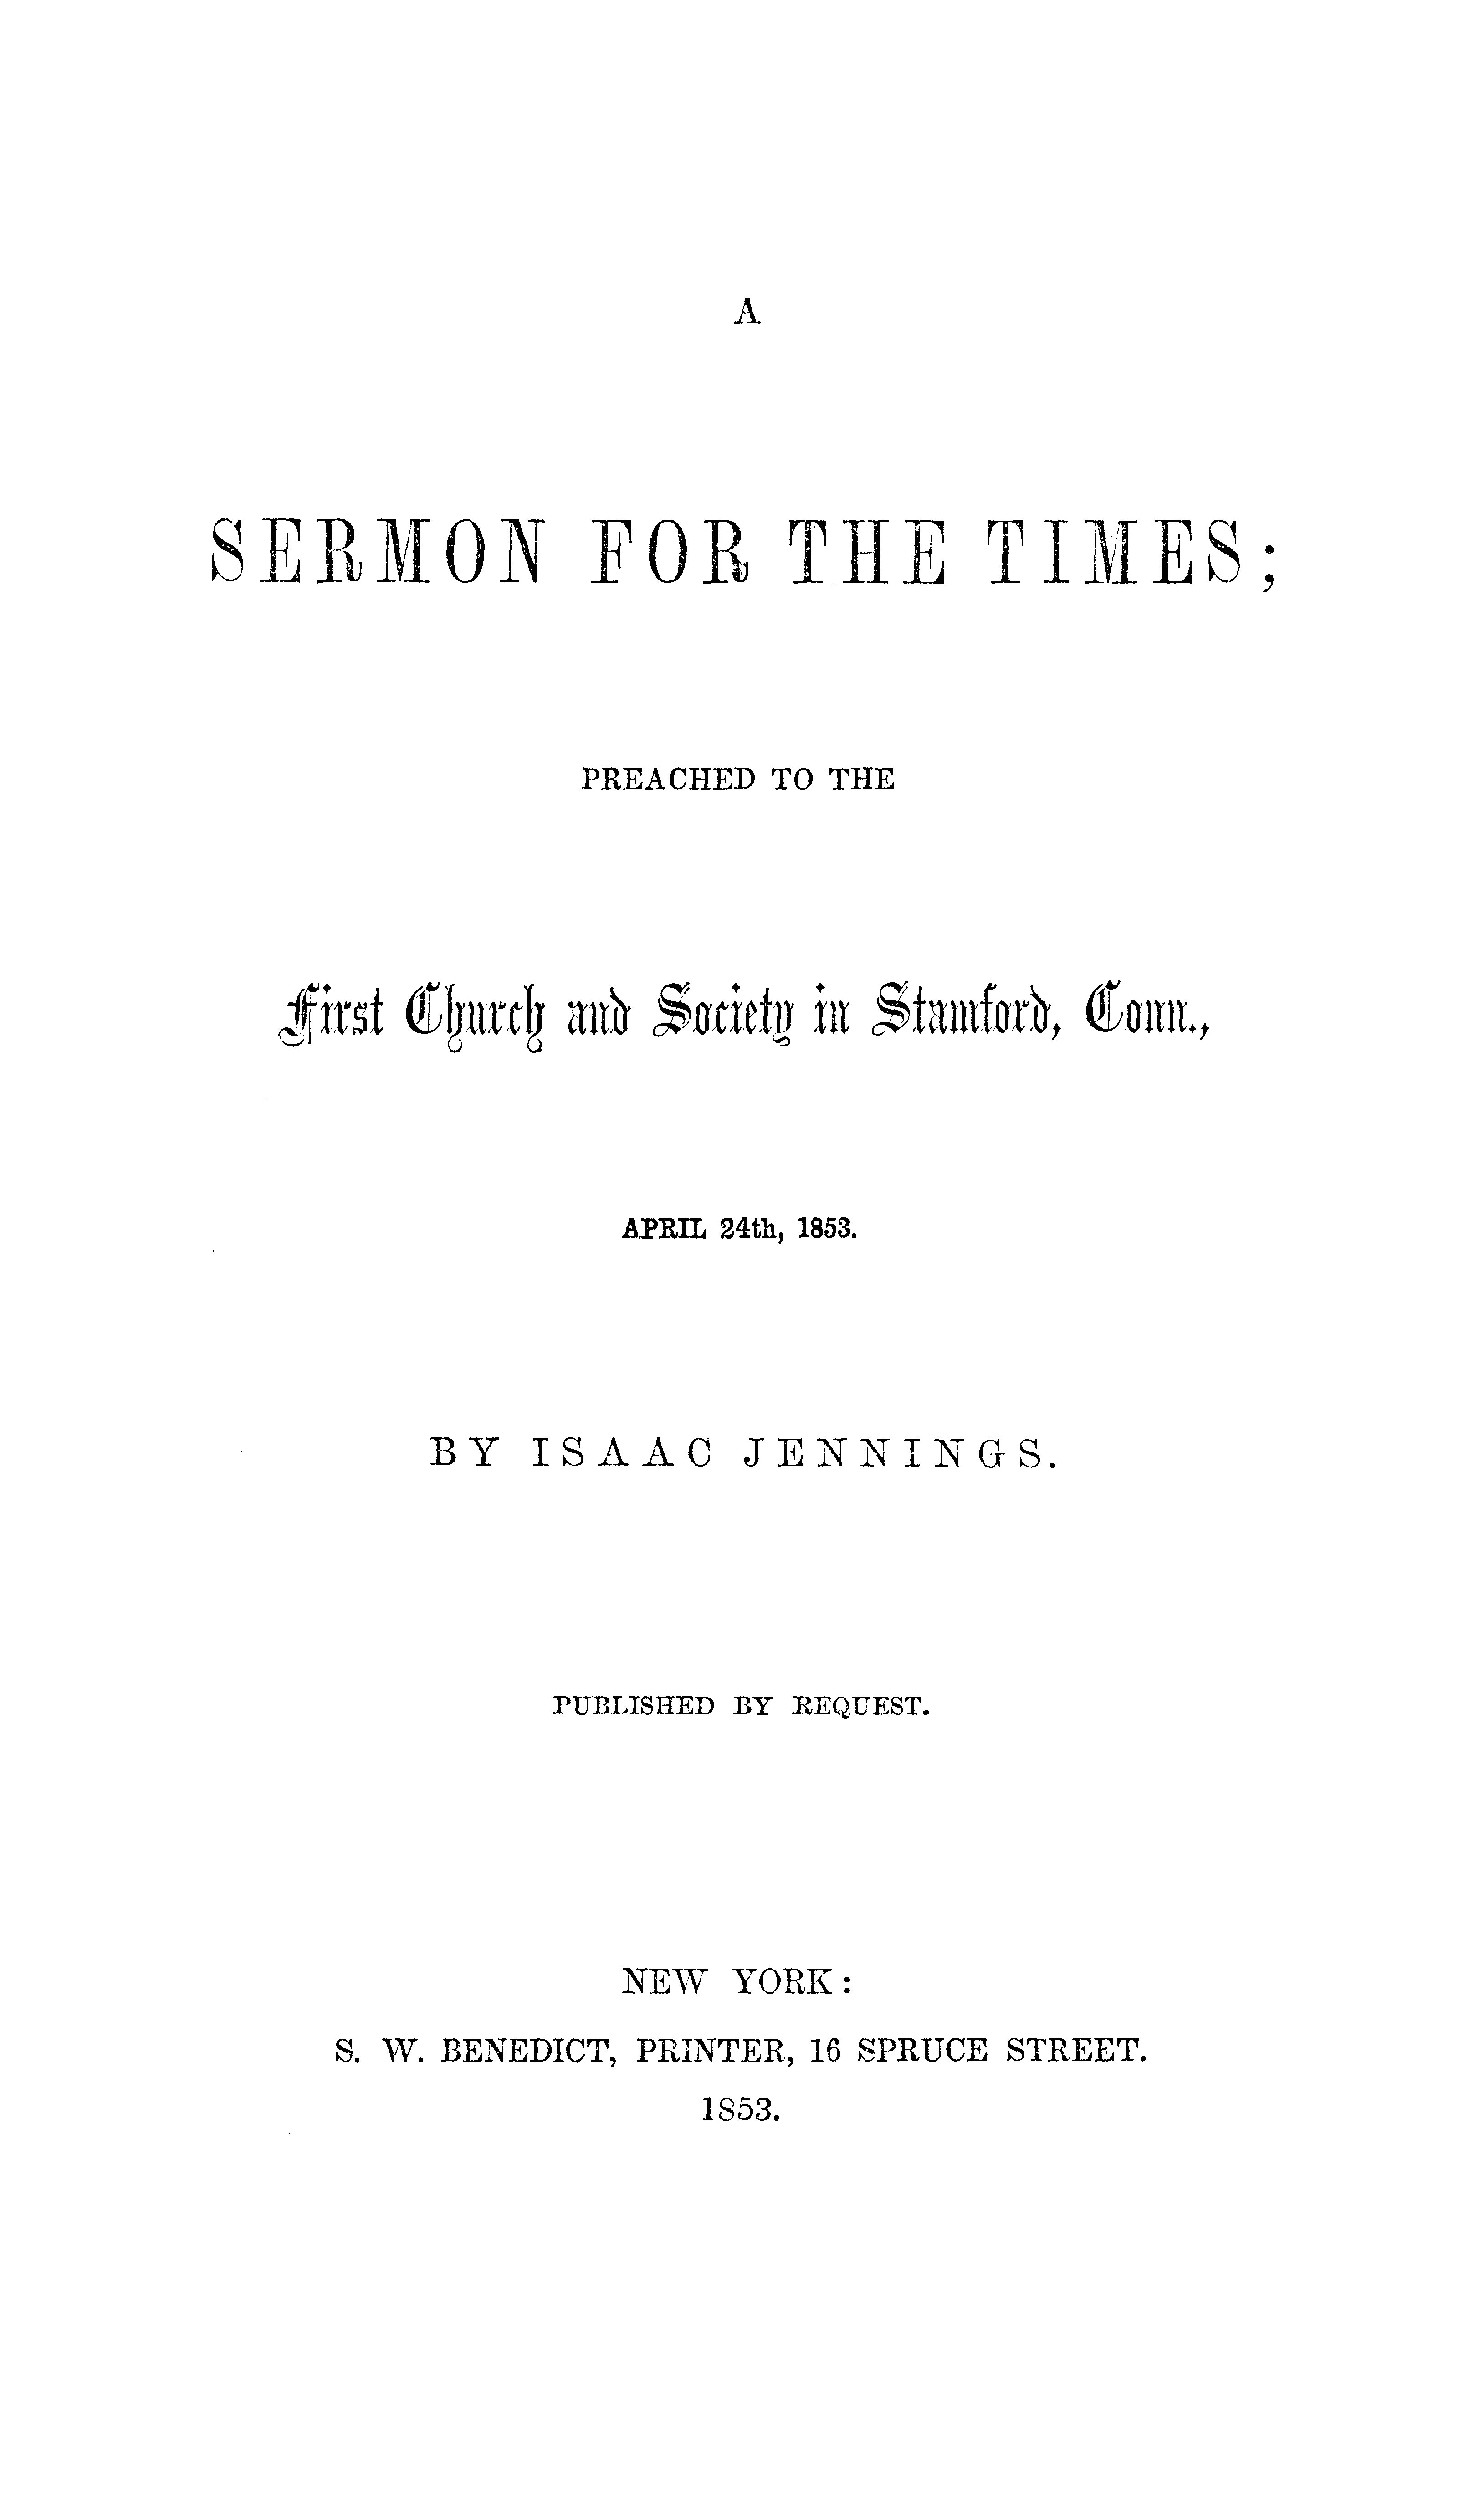 A
SERMON FOR THE TIMES;
PREACHED TO THE
First Church and Society in Stamford, Conn.,
APRIL 24th, 1853.
BY ISAAC JENNINGS.
PUBLISHED BY REQUEST.
NEW YORK:
S. W. BENEDICT, PRINTER, 16 SPRUCE STREET.
1853.